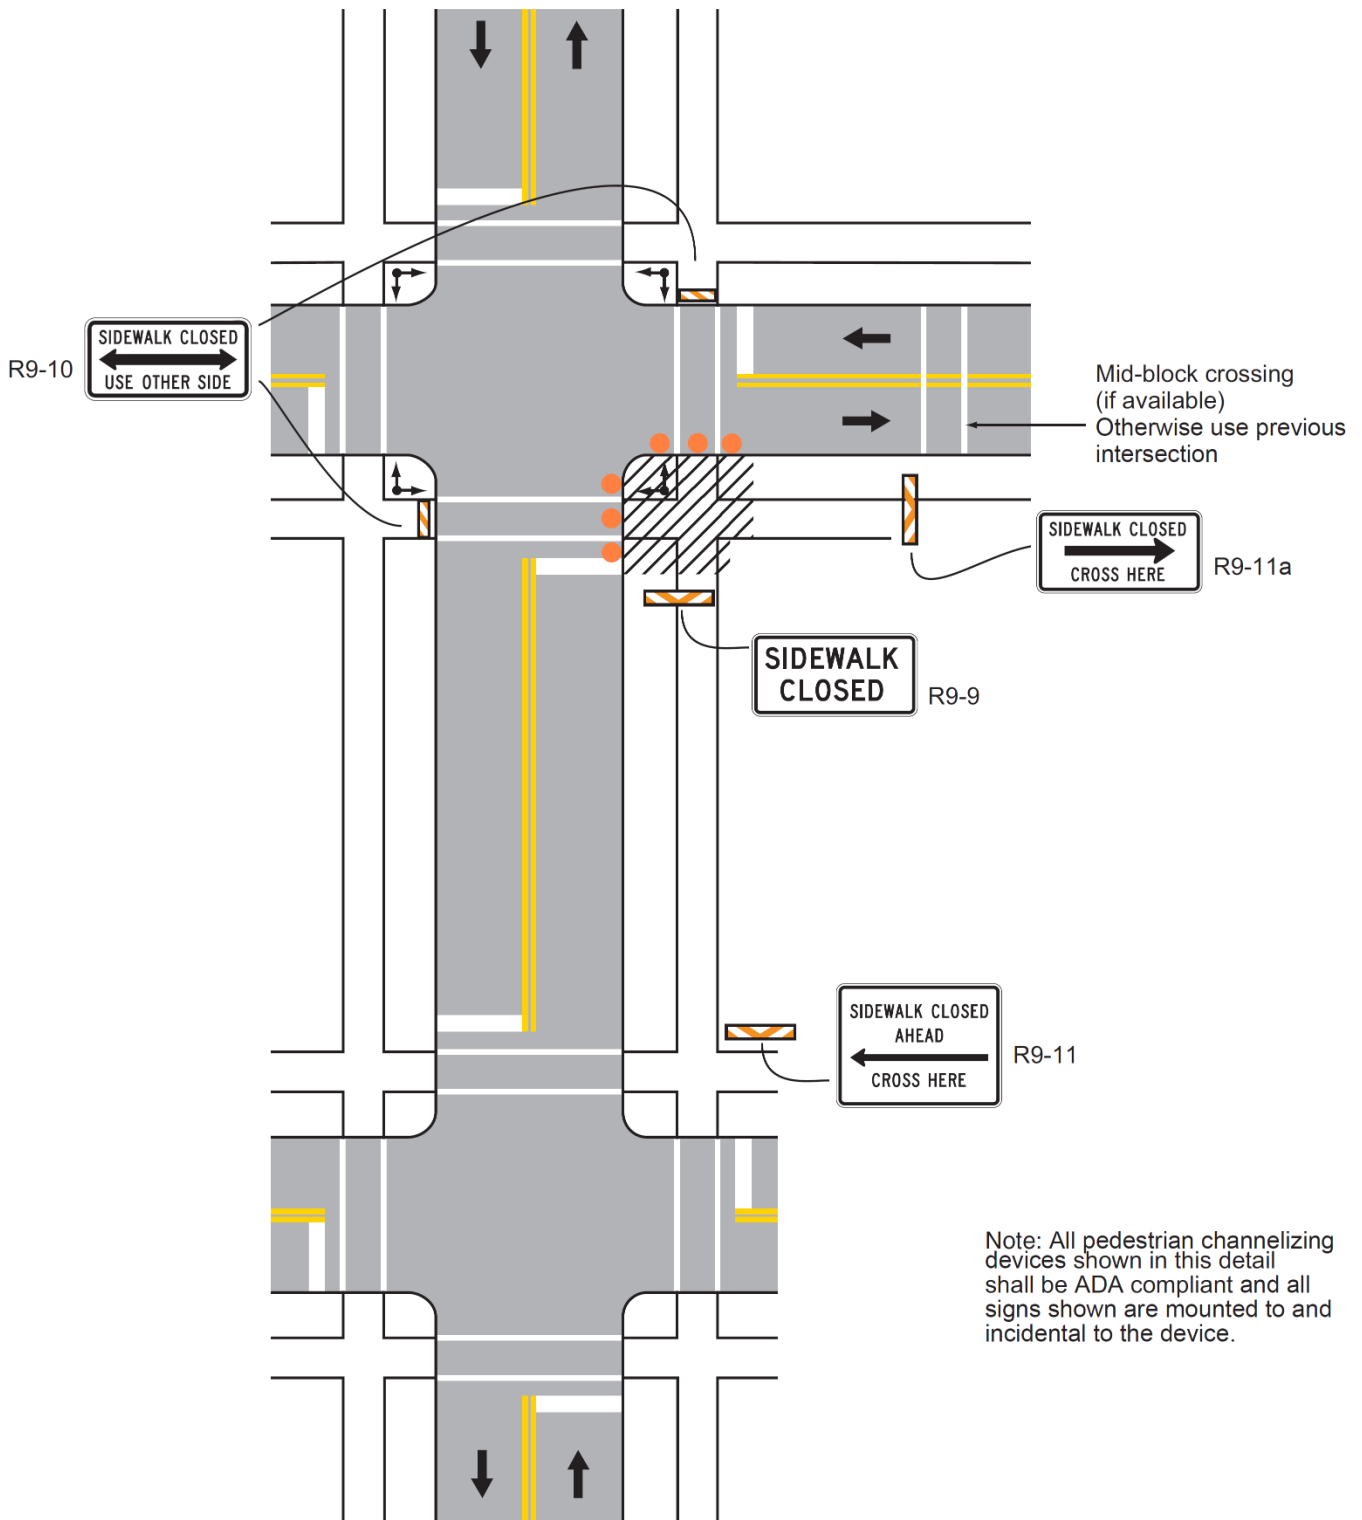 SIDEWALK CLOSED
USE OTHER SIDE
R9-10
Mid-block crossing
(if available)
Otherwise use previous
intersection
SIDEWALK CLOSED
CROSS HERE
R9-11a
SIDEWALK
CLOSED
R9-9
SIDEWALK CLOSED
AHEAD
CROSS HERE
R9-11
Note: All pedestrian channelizing
devices shown in this detail
shall be ADA compliant and all
signs shown are mounted to and
incidental to the device.